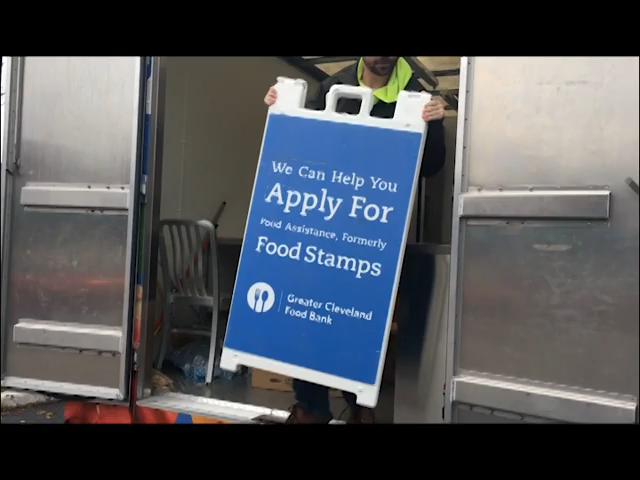 We Can Help You
Apply For
Food Assistance, Formerly
Food Stamps
Greater Cleveland
Food Bank